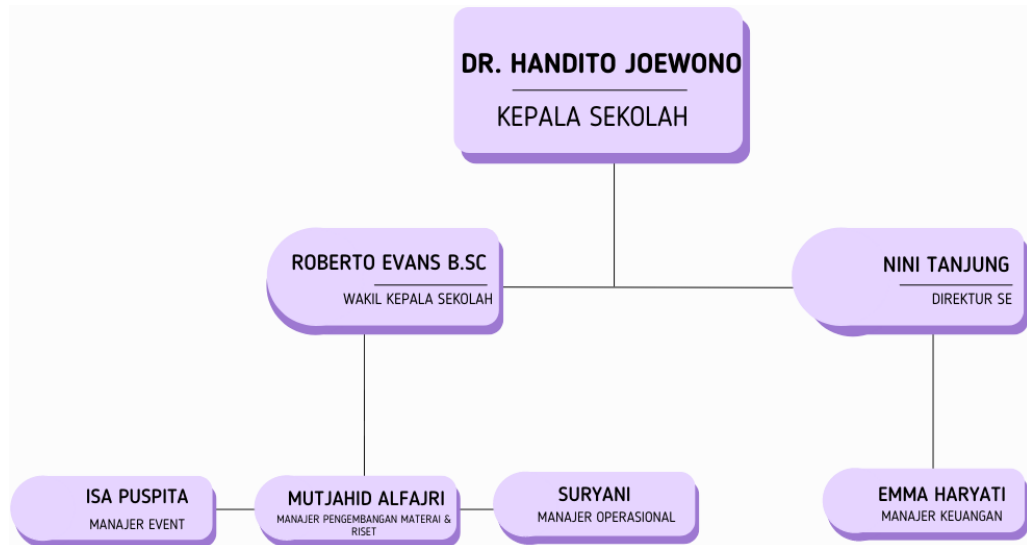 DR. HANDITO JOEWONO
KEPALA SEKOLAH
ROBERTO EVANS B.SC
WAKIL KEPALA SEKOLAH
NINI TANJUNG
DIREKTUR SE
ISA PUSPITA
MANAJER EVENT
MUTJAHID ALFAJRI
MANAJER PENGEMBANGAN MATERAI &
RISET
SURYANI
MANAJER OPERASIONAL
EMMA HARYATI
MANAJER KEUANGAN